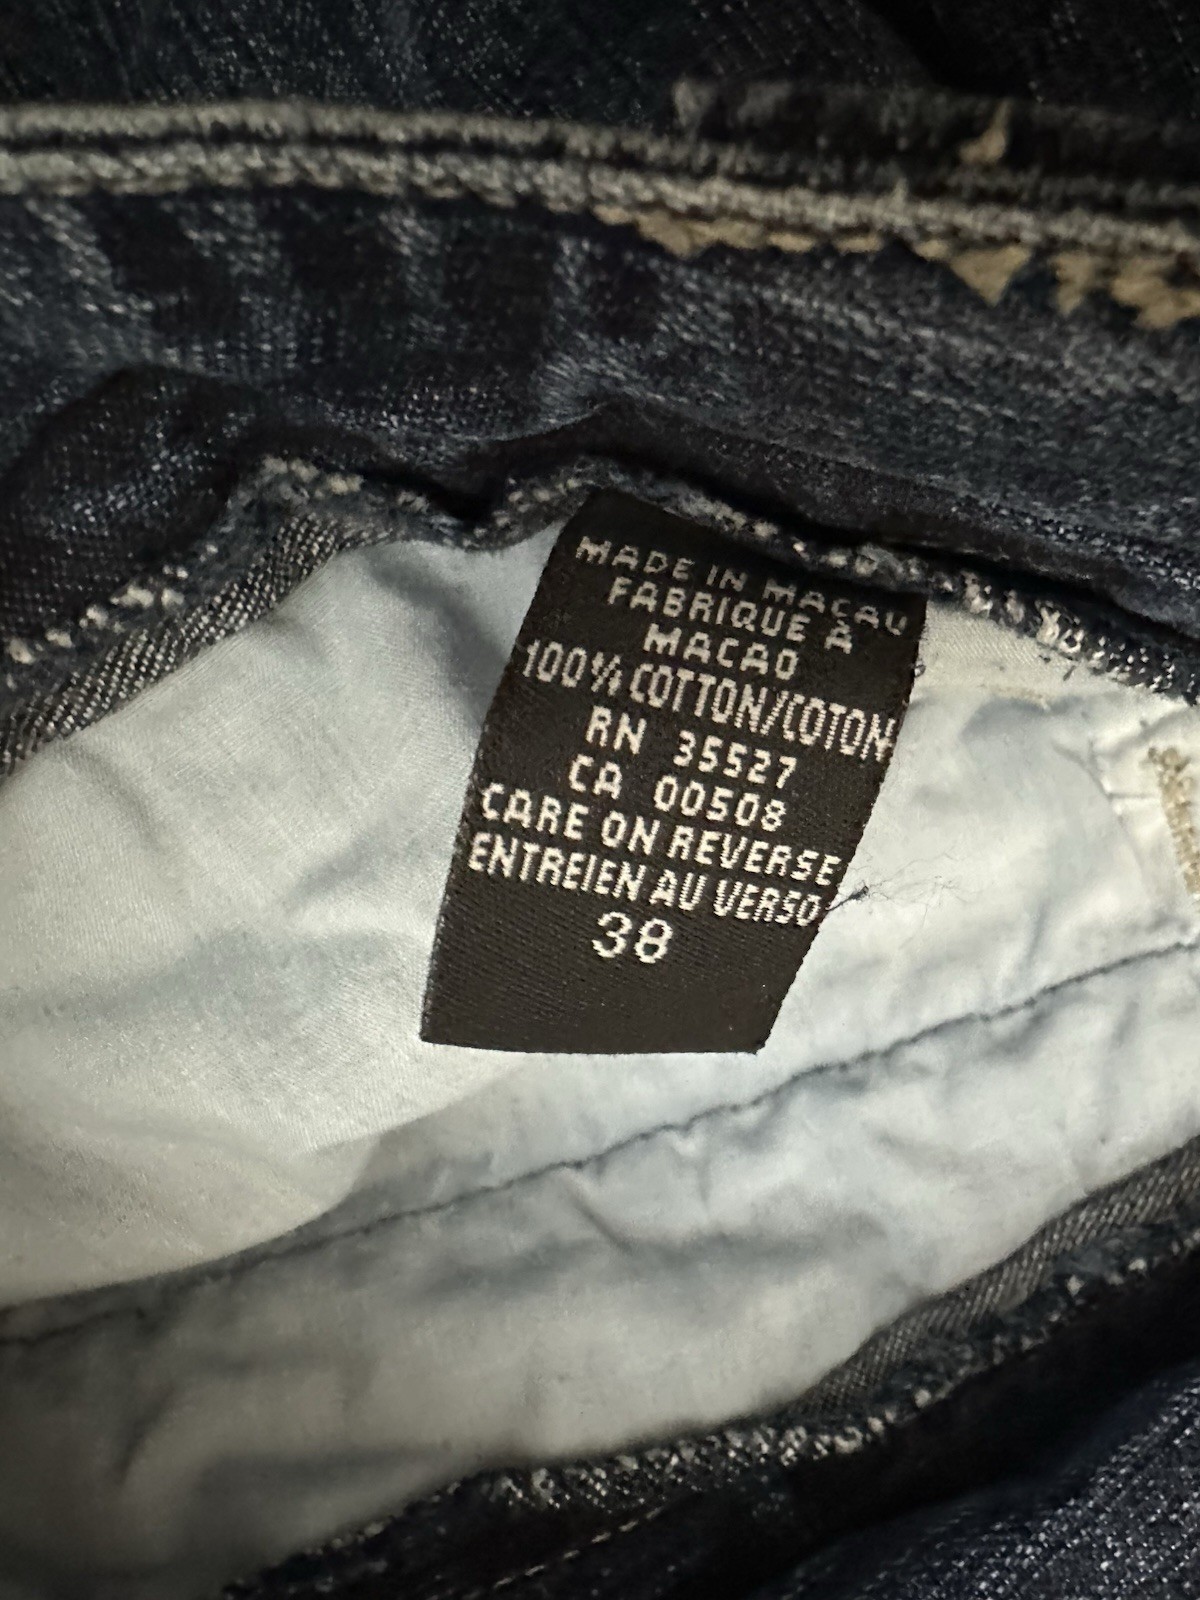 MADE IN MACAU
FABRIQUE À
MACAO
100% COTTON/COTON
RN 35527
CA 00508
CARE ON REVERSE
ENTREIEN AU VERSO
38